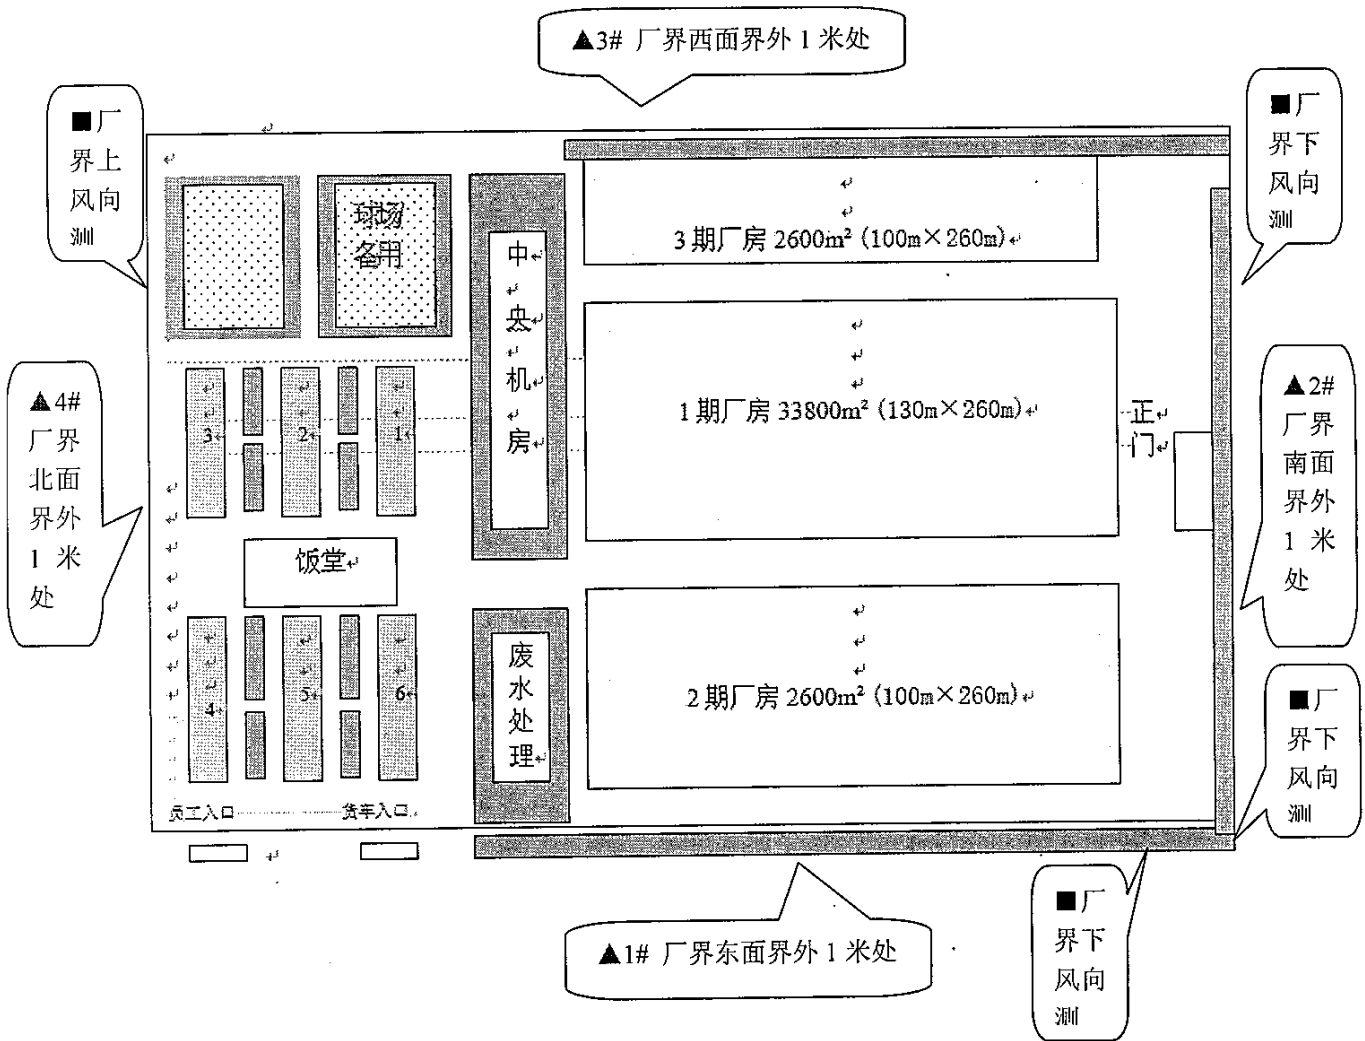 ▲3# 厂界西面界外 1 米处
■厂
界上
风向
测
■厂
界下
风向
测
球场
备用
中
央
机
房
3 期厂房 2600m² (100m×260m)
1 期厂房 33800m² (130m×260m)
正
门
▲4#
厂界
北面
界外
1 米
处
▲2#
厂界
南面
界外
1 米
处
3
2
1
饭堂
废
水
处
理
2 期厂房 2600m² (100m×260m)
4
5
6
■厂
界下
风向
测
员工入口
货车入口
▲1# 厂界东面界外 1 米处
■厂
界下
风向
测